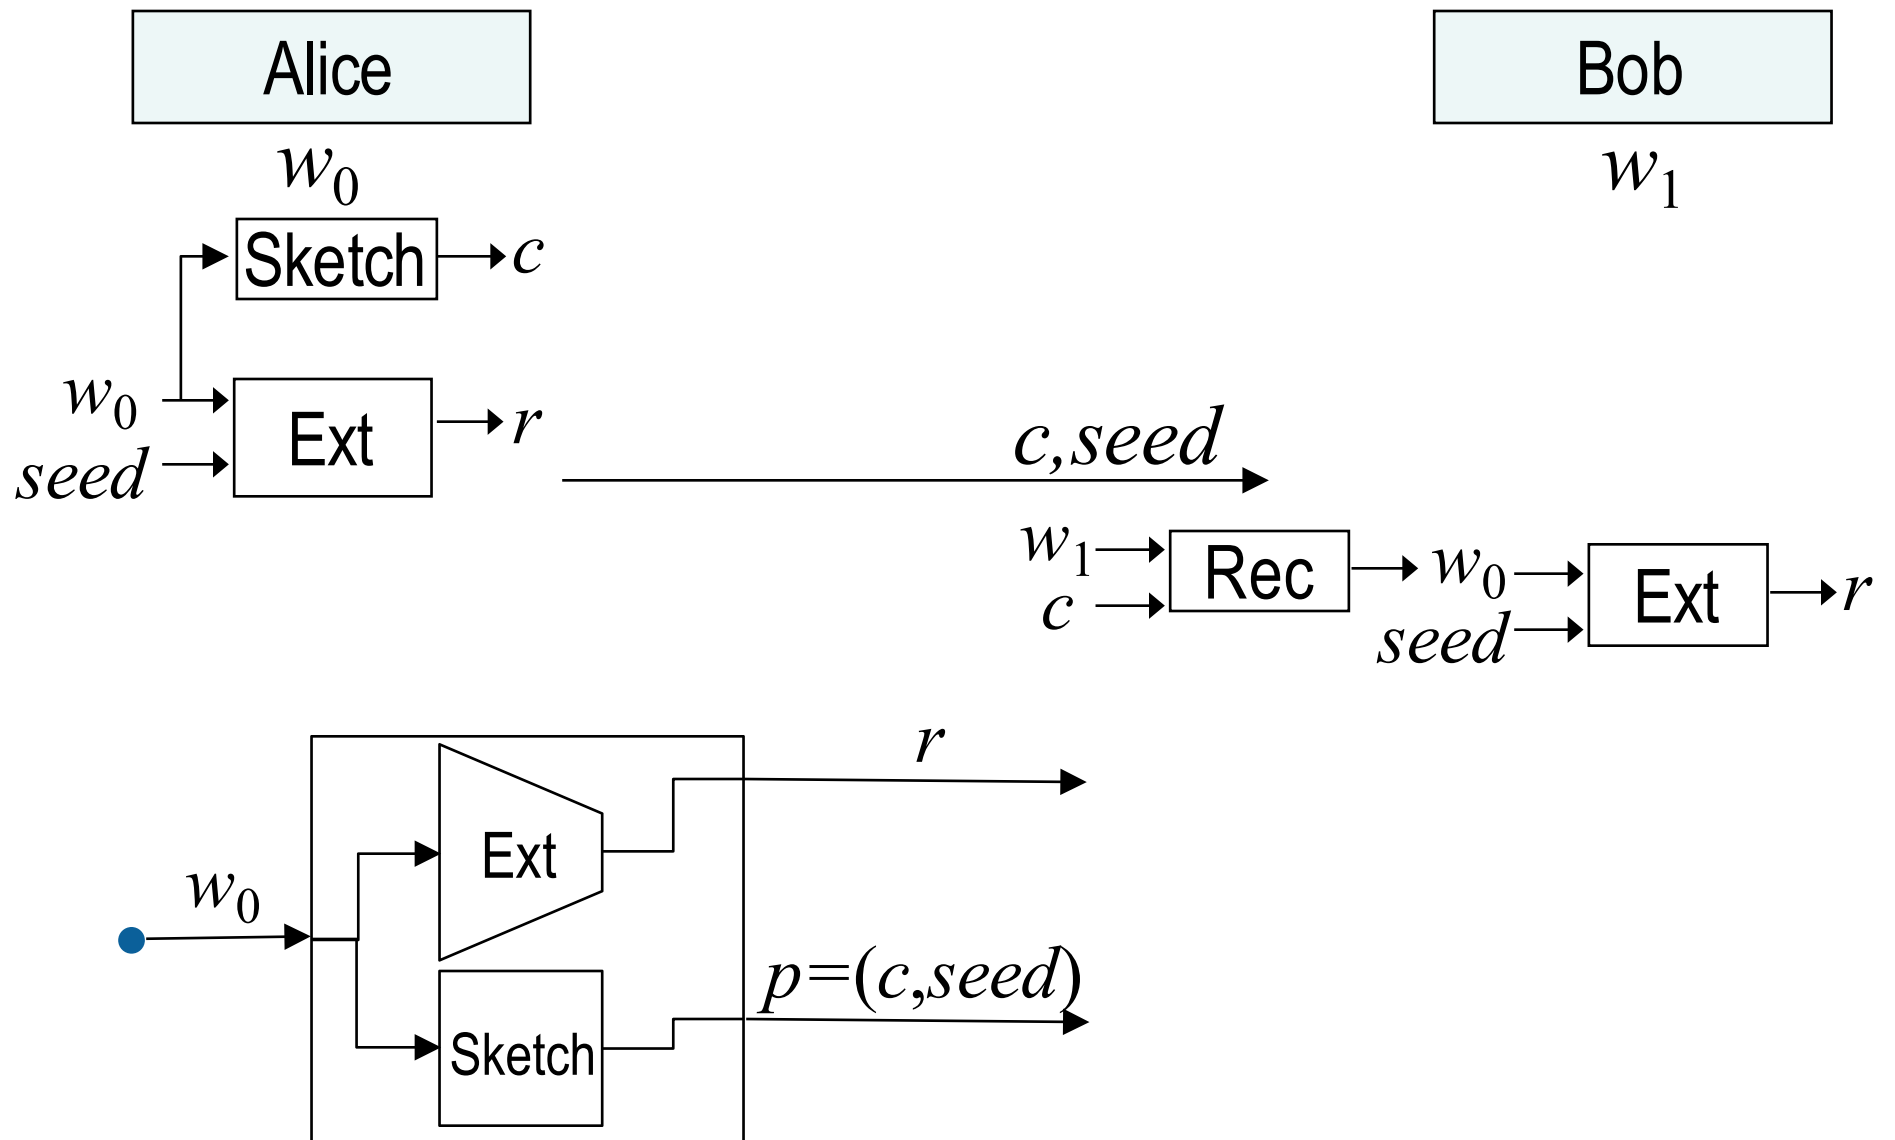 Alice
Bob
w₀
w₁
Sketch
c
w₀
seed
Ext
r
c,seed
w₁
c
Rec
w₀
seed
Ext
r
r
Ext
w₀
p=(c,seed)
Sketch